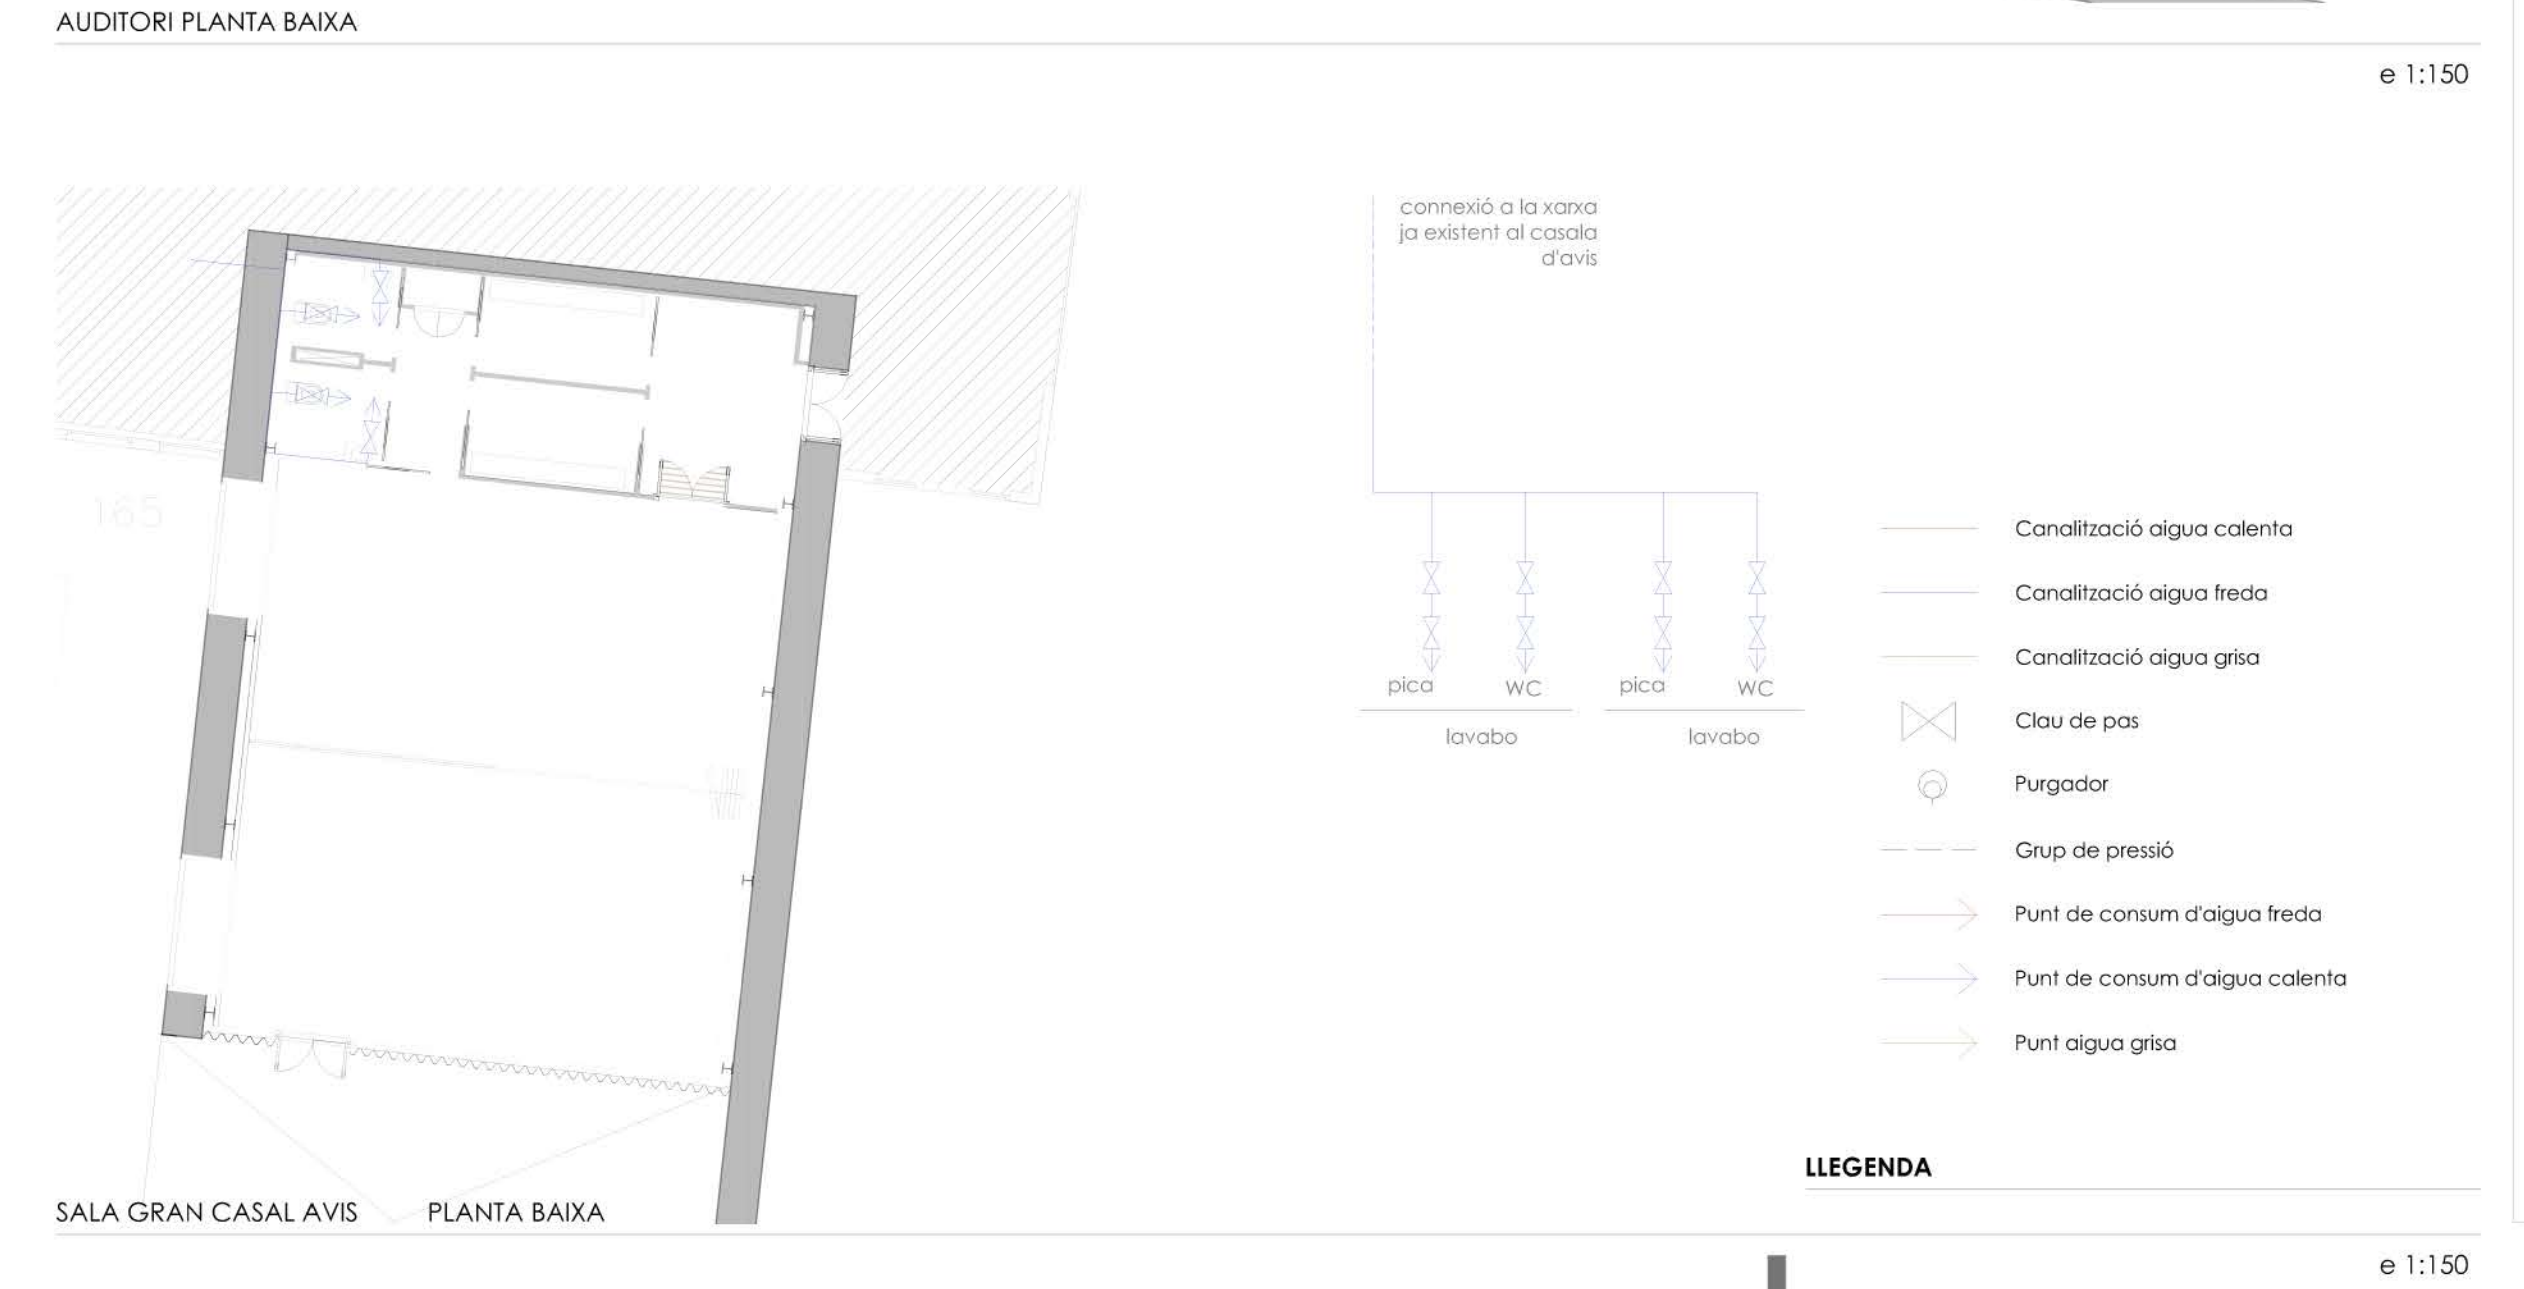 AUDITORI PLANTA BAIXA
e 1:150
connexió a la xarxa
ja existent al casala
d'avis
165
pica
WC
pica
WC
lavabo
lavabo
Canalització aigua calenta
Canalització aigua freda
Canalització aigua grisa
Clau de pas
Purgador
Grup de pressió
Punt de consum d'aigua freda
Punt de consum d'aigua calenta
Punt aigua grisa
LLEGENDA
SALA GRAN CASAL AVIS PLANTA BAIXA
e 1:150